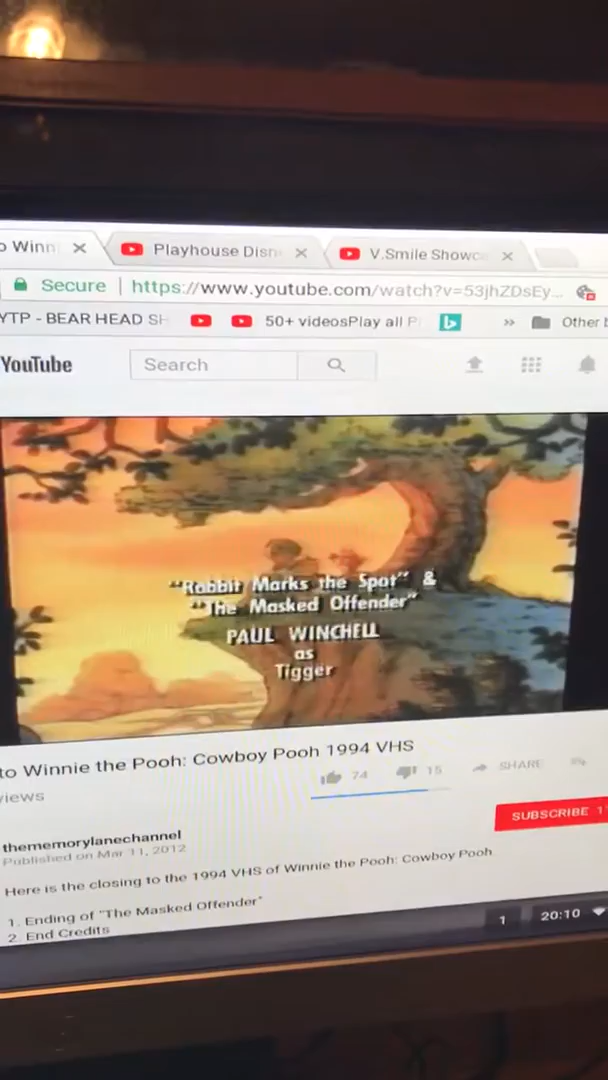 o Winn
Playhouse Disn
V.Smile Showc
Secure
https://www.youtube.com/watch?v=53jhZDsEy...
YTP - BEAR HEAD SH
50+ videosPlay all P
»
Other b
YouTube
Search
"Rabbit Marks the Spot" &
"The Masked Offender"
PAUL WINCHELL
as
Tigger
to Winnie the Pooh: Cowboy Pooh 1994 VHS
views
74
15
SHARE
SUBSCRIBE 1
thememorylanechannel
Published on Mar 11, 2012
Here is the closing to the 1994 VHS of Winnie the Pooh: Cowboy Pooh
1. Ending of "The Masked Offender"
2. End Credits
1
20:10